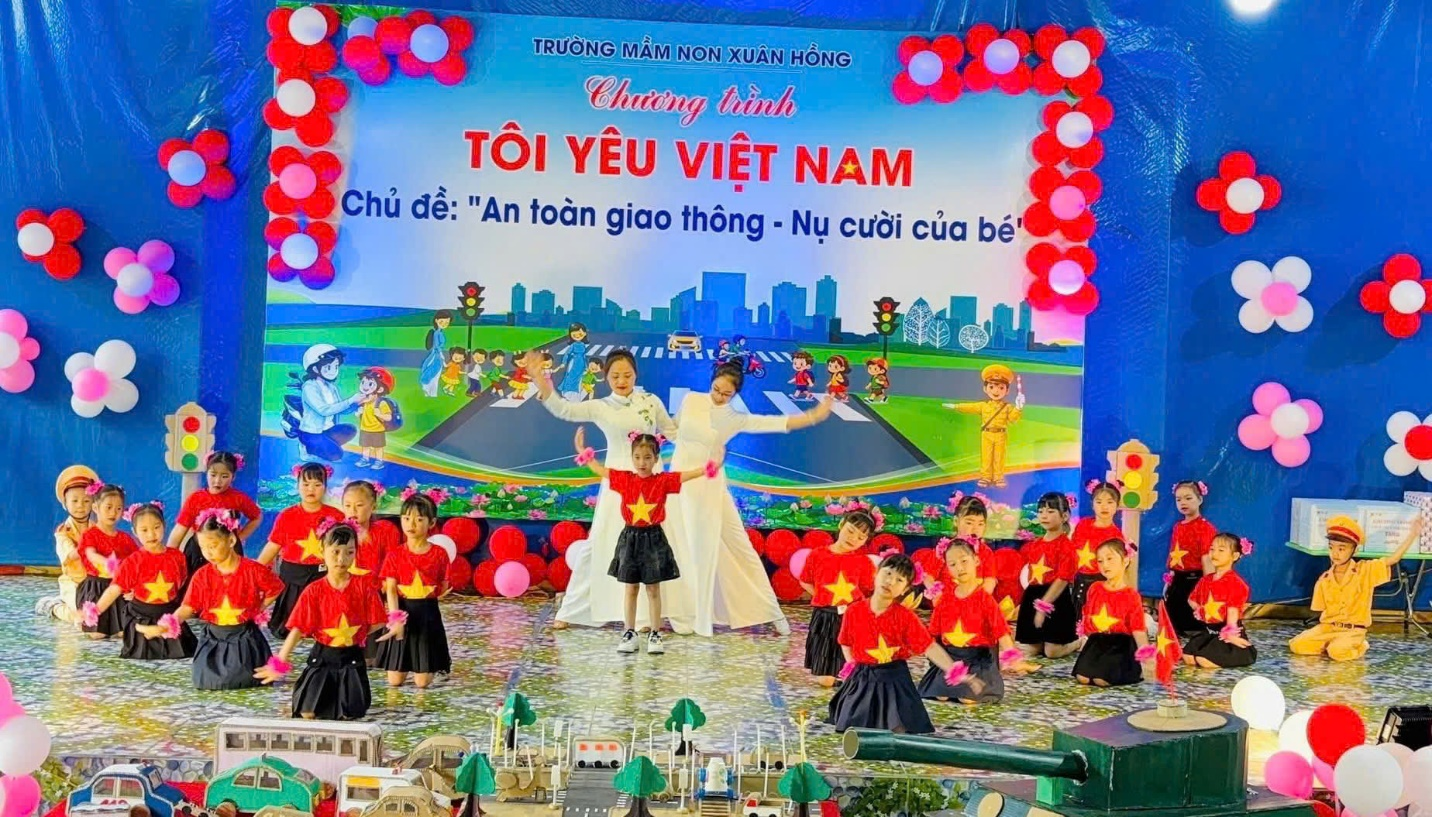 TRƯỜNG MẦM NON XUÂN HỒNG
Chương trình
TÔI YÊU VIỆT NAM
Chủ đề: "An toàn giao thông - Nụ cười của bé"